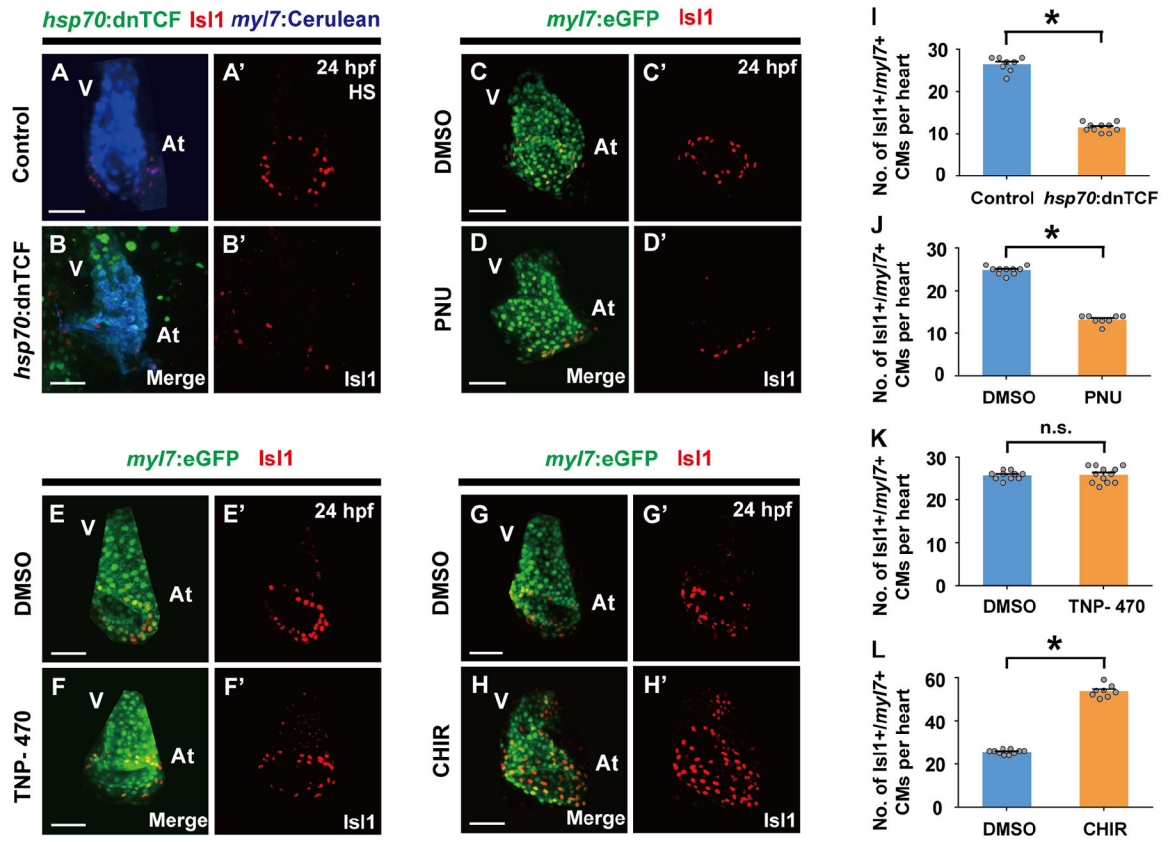 hsp70:dnTCF Isl1 myl7:Cerulean
Control
hsp70:dnTCF
A
V
At
A'
24 hpf
HS
B
V
At
Merge
B'
Isl1
myl7:eGFP Isl1
DMSO
PNU
C
V
At
C'
24 hpf
D
V
At
Merge
D'
Isl1
myl7:eGFP Isl1
DMSO
TNP- 470
E
V
At
E'
24 hpf
F
V
At
Merge
F'
Isl1
myl7:eGFP Isl1
DMSO
CHIR
G
V
At
G'
24 hpf
H
V
At
Merge
H'
Isl1
I
No. of Isl1+/myl7+
CMs per heart
30
20
10
0
*
Control hsp70:dnTCF
J
No. of Isl1+/myl7+
CMs per heart
30
20
10
0
*
DMSO PNU
K
No. of Isl1+/myl7+
CMs per heart
30
20
10
0
n.s.
DMSO TNP- 470
L
No. of Isl1+/myl7+
CMs per heart
60
40
20
0
*
DMSO CHIR